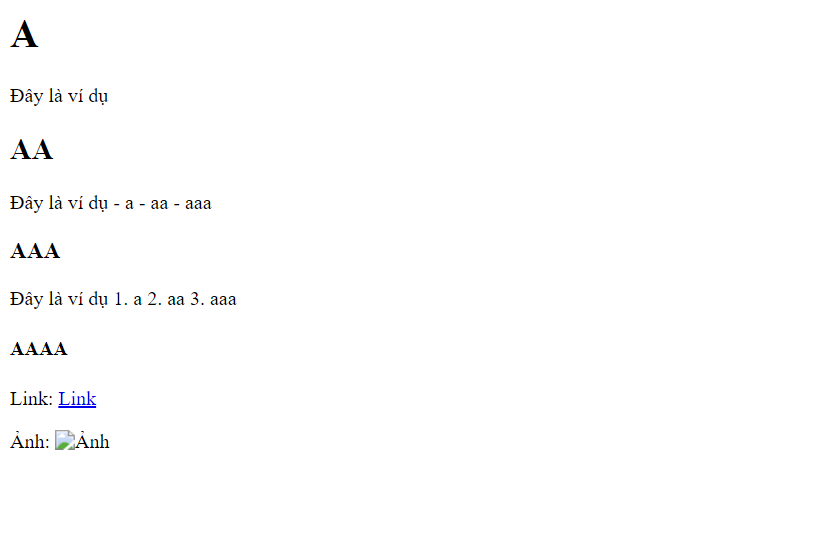 A
Đây là ví dụ
AA
Đây là ví dụ - a - aa - aaa
AAA
Đây là ví dụ 1. a 2. aa 3. aaa
AAAA
Link: Link
Ảnh: Ảnh